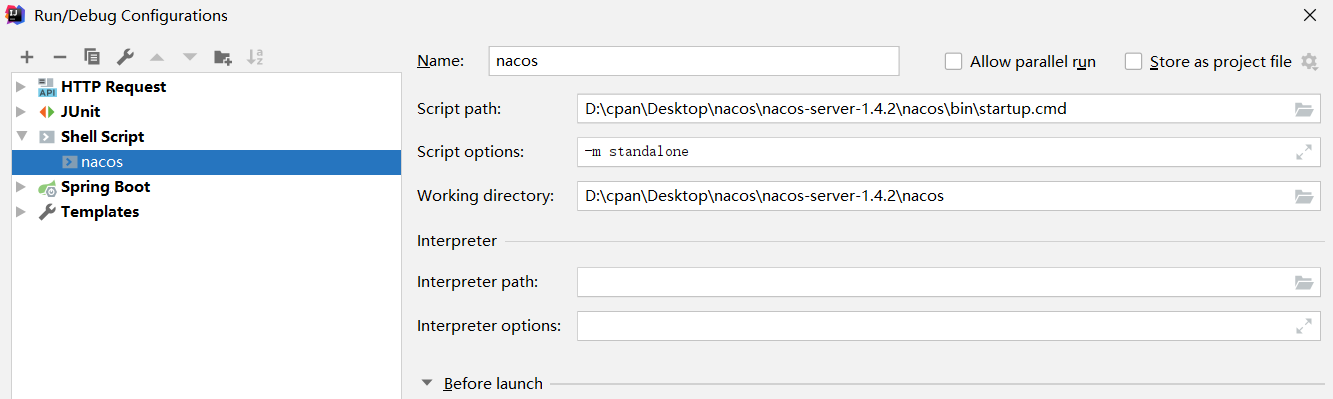 Run/Debug Configurations
HTTP Request
API
JUnit
Shell Script
nacos
Spring Boot
Templates
Name: nacos
Allow parallel run
Store as project file
Script path: D:\cpan\Desktop\nacos\nacos-server-1.4.2\nacos\bin\startup.cmd
Script options: -m standalone
Working directory: D:\cpan\Desktop\nacos\nacos-server-1.4.2\nacos
Interpreter
Interpreter path:
Interpreter options:
Before launch